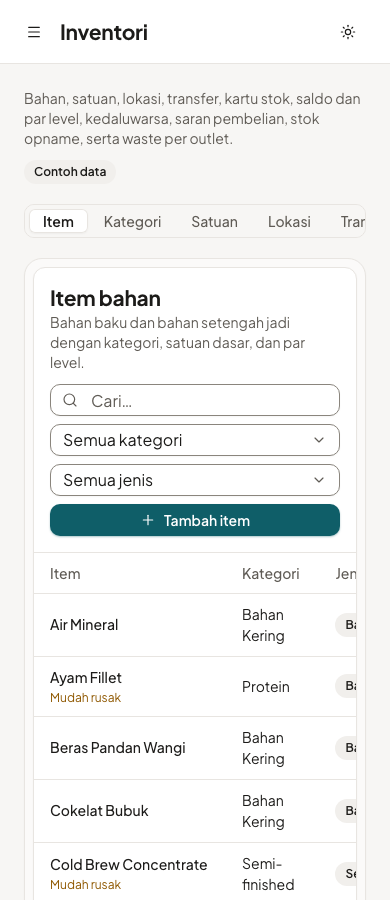 Inventori
Bahan, satuan, lokasi, transfer, kartu stok, saldo dan
par level, kedaluwarsa, saran pembelian, stok
opname, serta waste per outlet.
Contoh data
Item Kategori Satuan Lokasi
Item bahan
Bahan baku dan bahan setengah jadi
dengan kategori, satuan dasar, dan par
level.
Cari...
Semua kategori
Semua jenis
+ Tambah item
Item Kategori
Air Mineral
Bahan
Kering
Ayam Fillet
Mudah rusak
Protein
Beras Pandan Wangi
Bahan
Kering
Cokelat Bubuk
Bahan
Kering
Cold Brew Concentrate
Mudah rusak
Semi-
finished